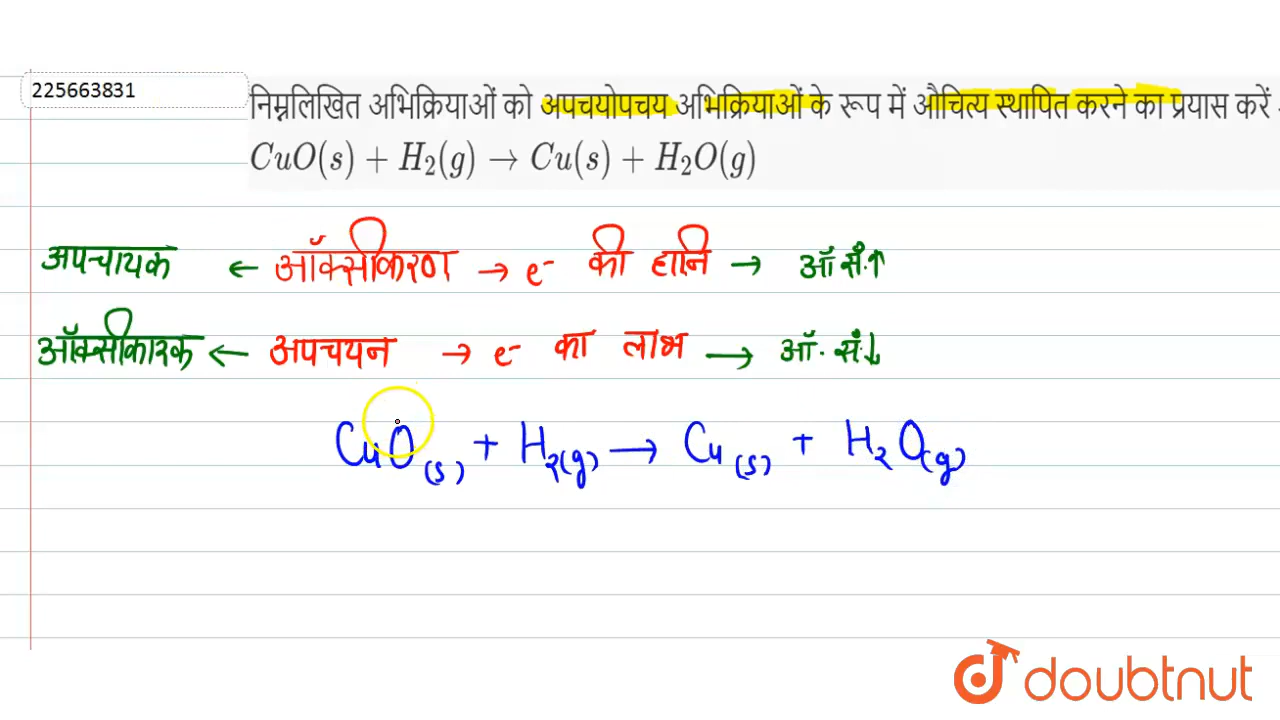 225663831
निम्नलिखित अभिक्रियाओं को अपचयोपचय अभिक्रियाओं के रूप में औचित्य स्थापित करने का प्रयास करें
CuO(s) + H₂(g) → Cu(s) + H₂O(g)
अपचायक ← ऑक्सीकरण → e⁻ की हानि → ऑ सं.↑
ऑक्सीकारक ← अपचयन → e⁻ का लाभ → ऑ. सं.↓
CuO(s) + H₂(g) → Cu(s) + H₂O(g)
doubtnut